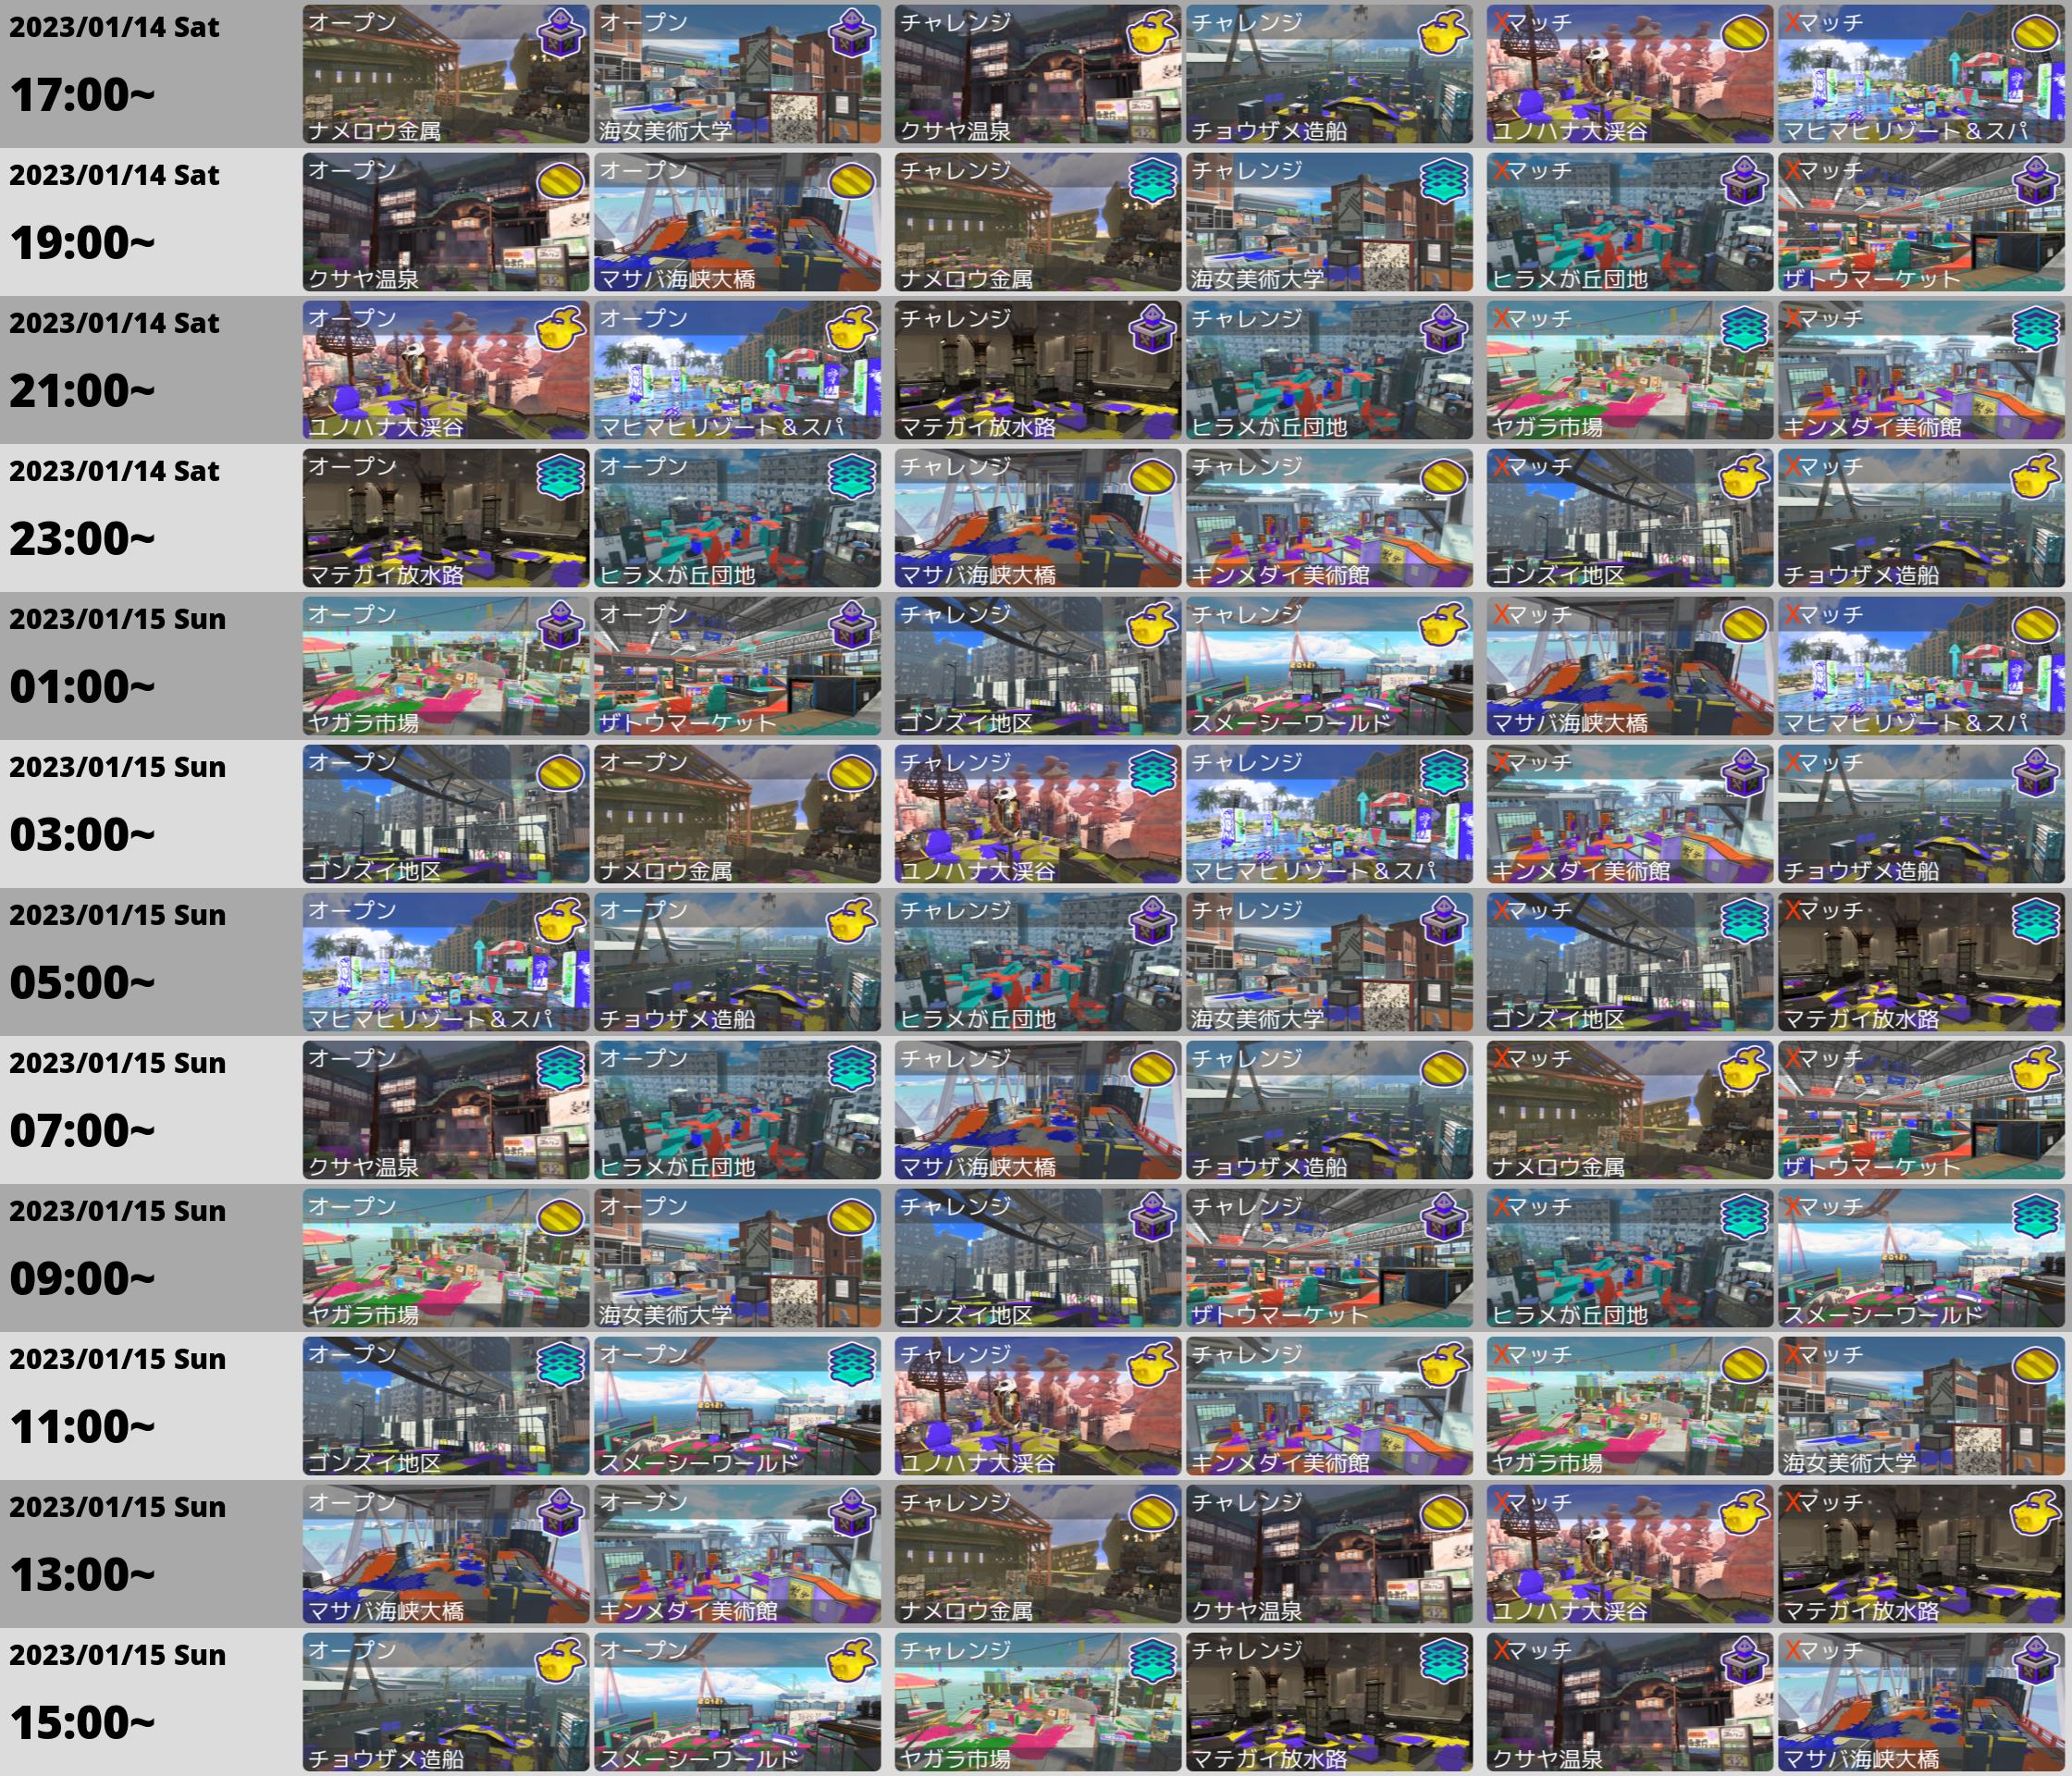 2023/01/14 Sat
17:00~
オープン オープン チャレンジ チャレンジ Xマッチ Xマッチ
ナメロウ金属 海女美術大学 クサヤ温泉 チョウザメ造船 ユノハナ大渓谷 マヒマヒリゾート＆スパ
2023/01/14 Sat
19:00~
オープン オープン チャレンジ チャレンジ Xマッチ Xマッチ
クサヤ温泉 マサバ海峡大橋 ナメロウ金属 海女美術大学 ヒラメが丘団地 ザトウマーケット
2023/01/14 Sat
21:00~
オープン オープン チャレンジ チャレンジ Xマッチ Xマッチ
ユノハナ大渓谷 マヒマヒリゾート＆スパ マテガイ放水路 ヒラメが丘団地 ヤガラ市場 キンメダイ美術館
2023/01/14 Sat
23:00~
オープン オープン チャレンジ チャレンジ Xマッチ Xマッチ
マテガイ放水路 ヒラメが丘団地 マサバ海峡大橋 キンメダイ美術館 ゴンズイ地区 チョウザメ造船
2023/01/15 Sun
01:00~
オープン オープン チャレンジ チャレンジ Xマッチ Xマッチ
ヤガラ市場 ザトウマーケット ゴンズイ地区 スメーシーワールド マサバ海峡大橋 マヒマヒリゾート＆スパ
2023/01/15 Sun
03:00~
オープン オープン チャレンジ チャレンジ Xマッチ Xマッチ
ゴンズイ地区 ナメロウ金属 ユノハナ大渓谷 マヒマヒリゾート＆スパ キンメダイ美術館 チョウザメ造船
2023/01/15 Sun
05:00~
オープン オープン チャレンジ チャレンジ Xマッチ Xマッチ
マヒマヒリゾート＆スパ チョウザメ造船 ヒラメが丘団地 海女美術大学 ゴンズイ地区 マテガイ放水路
2023/01/15 Sun
07:00~
オープン オープン チャレンジ チャレンジ Xマッチ Xマッチ
クサヤ温泉 ヒラメが丘団地 マサバ海峡大橋 チョウザメ造船 ナメロウ金属 ザトウマーケット
2023/01/15 Sun
09:00~
オープン オープン チャレンジ チャレンジ Xマッチ Xマッチ
ヤガラ市場 海女美術大学 ゴンズイ地区 ザトウマーケット ヒラメが丘団地 スメーシーワールド
2023/01/15 Sun
11:00~
オープン オープン チャレンジ チャレンジ Xマッチ Xマッチ
ゴンズイ地区 スメーシーワールド ユノハナ大渓谷 キンメダイ美術館 ヤガラ市場 海女美術大学
2023/01/15 Sun
13:00~
オープン オープン チャレンジ チャレンジ Xマッチ Xマッチ
マサバ海峡大橋 キンメダイ美術館 ナメロウ金属 クサヤ温泉 ユノハナ大渓谷 マテガイ放水路
2023/01/15 Sun
15:00~
オープン オープン チャレンジ チャレンジ Xマッチ Xマッチ
チョウザメ造船 スメーシーワールド ヤガラ市場 マテガイ放水路 クサヤ温泉 マサバ海峡大橋